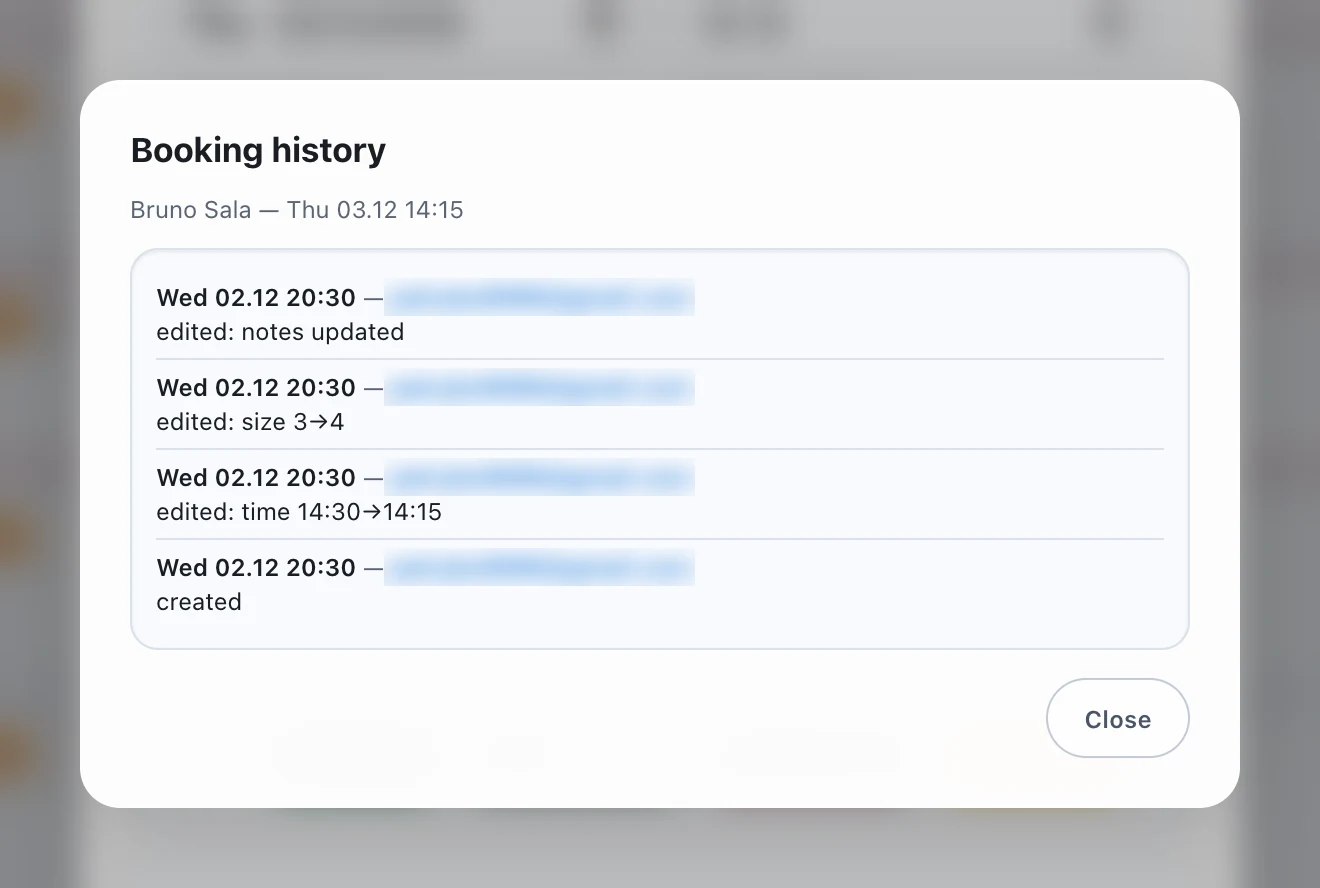 Booking history
Bruno Sala — Thu 03.12 14:15
Wed 02.12 20:30 —
edited: notes updated
Wed 02.12 20:30 —
edited: size 3→4
Wed 02.12 20:30 —
edited: time 14:30→14:15
Wed 02.12 20:30 —
created
Close